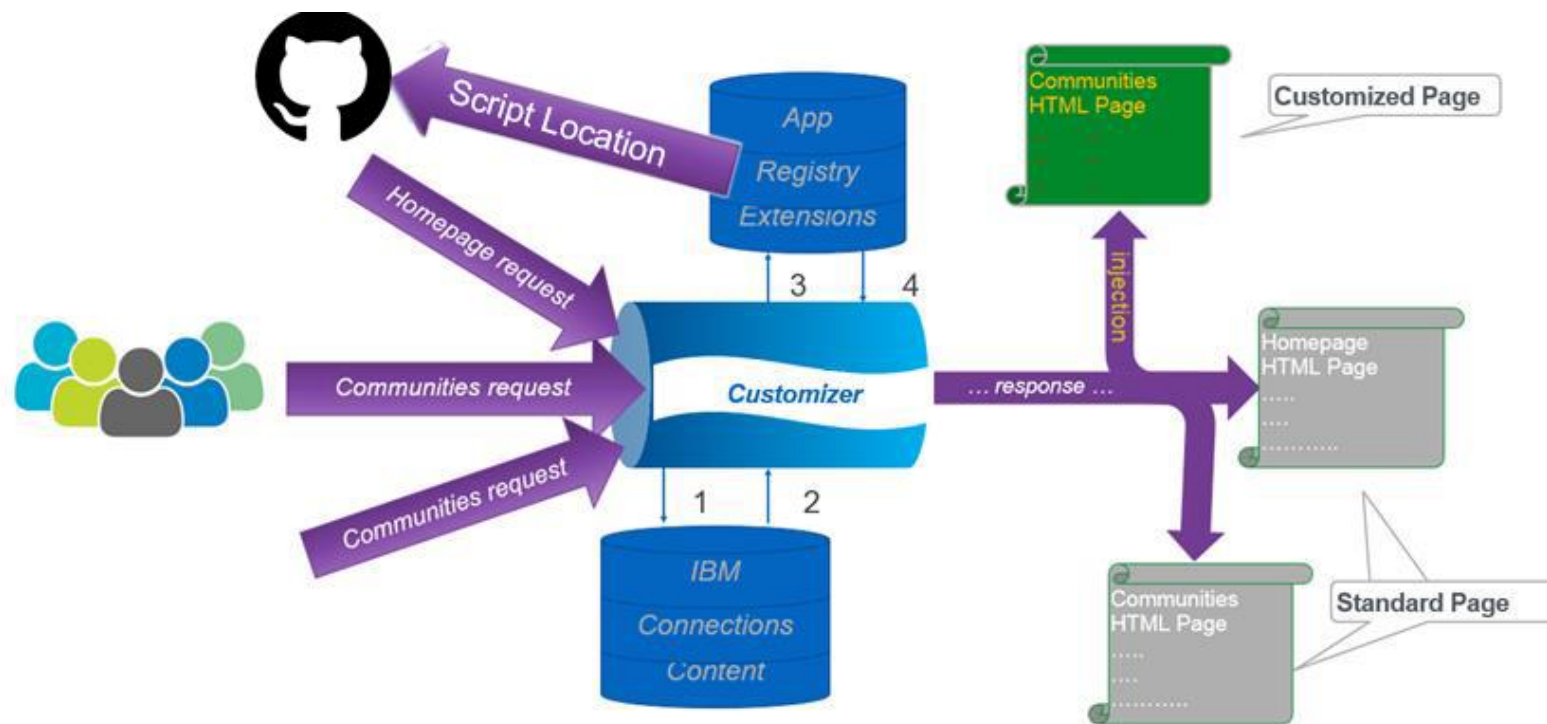 Script Location
App
Registry
Extensions
Communities
HTML Page
Customized Page
Homepage request
3
4
injection
Homepage
HTML Page
.....
....
...........
Communities request
Customizer
... response ...
Communities request
1
2
IBM
Connections
Content
Communities
HTML Page
.....
....
...........
Standard Page